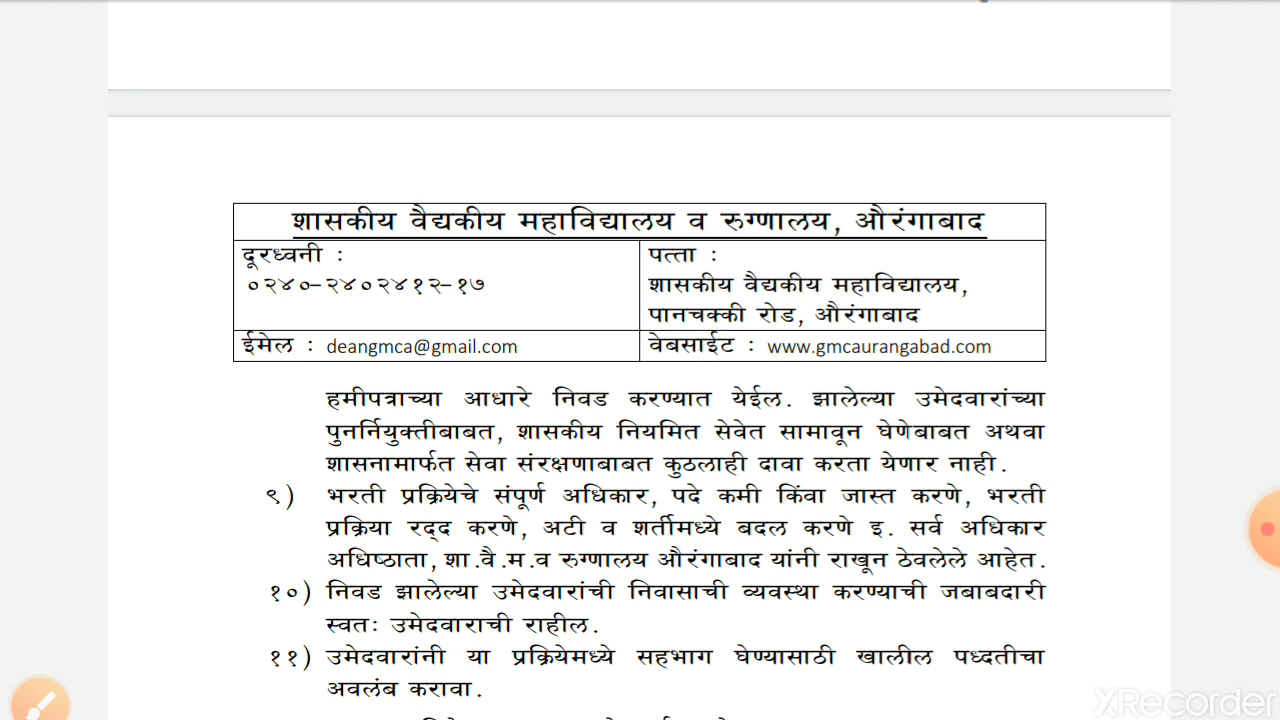 शासकीय वैद्यकीय महाविद्यालय व रुग्णालय, औरंगाबाद
दूरध्वनी :
०२४०-२४०२४१२-१७
पत्ता :
शासकीय वैद्यकीय महाविद्यालय,
पानचक्की रोड, औरंगाबाद
ईमेल : deangmca@gmail.com
वेबसाईट : www.gmcaurangabad.com
हमीपत्राच्या आधारे निवड करण्यात येईल. झालेल्या उमेदवारांच्या
पुनर्नियुक्तीबाबत, शासकीय नियमित सेवेत सामावून घेणेबाबत अथवा
शासनामार्फत सेवा संरक्षणाबाबत कुठलाही दावा करता येणार नाही.
९) भरती प्रक्रियेचे संपूर्ण अधिकार, पदे कमी किंवा जास्त करणे, भरती
प्रक्रिया रद्द करणे, अटी व शर्तीमध्ये बदल करणे इ. सर्व अधिकार
अधिष्ठाता, शा.वै.म.व रुग्णालय औरंगाबाद यांनी राखून ठेवलेले आहेत.
१०) निवड झालेल्या उमेदवारांची निवासाची व्यवस्था करण्याची जबाबदारी
स्वतः उमेदवाराची राहील.
११) उमेदवारांनी या प्रक्रियेमध्ये सहभाग घेण्यासाठी खालील पध्दतीचा
अवलंब करावा.
XRecorder